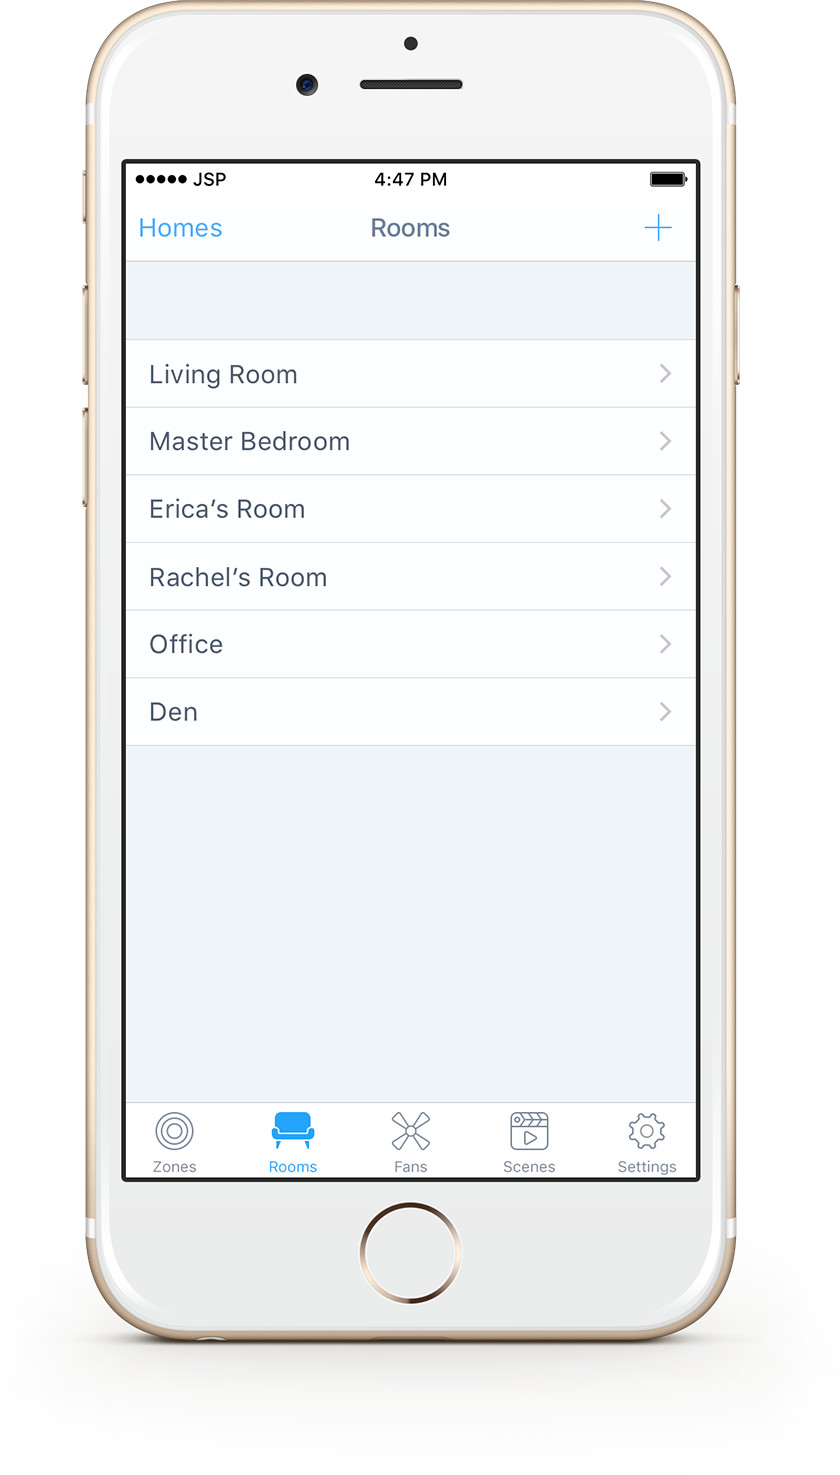 JSP 4:47 PM
Homes Rooms
Living Room
Master Bedroom
Erica’s Room
Rachel’s Room
Office
Den
Zones Rooms Fans Scenes Settings